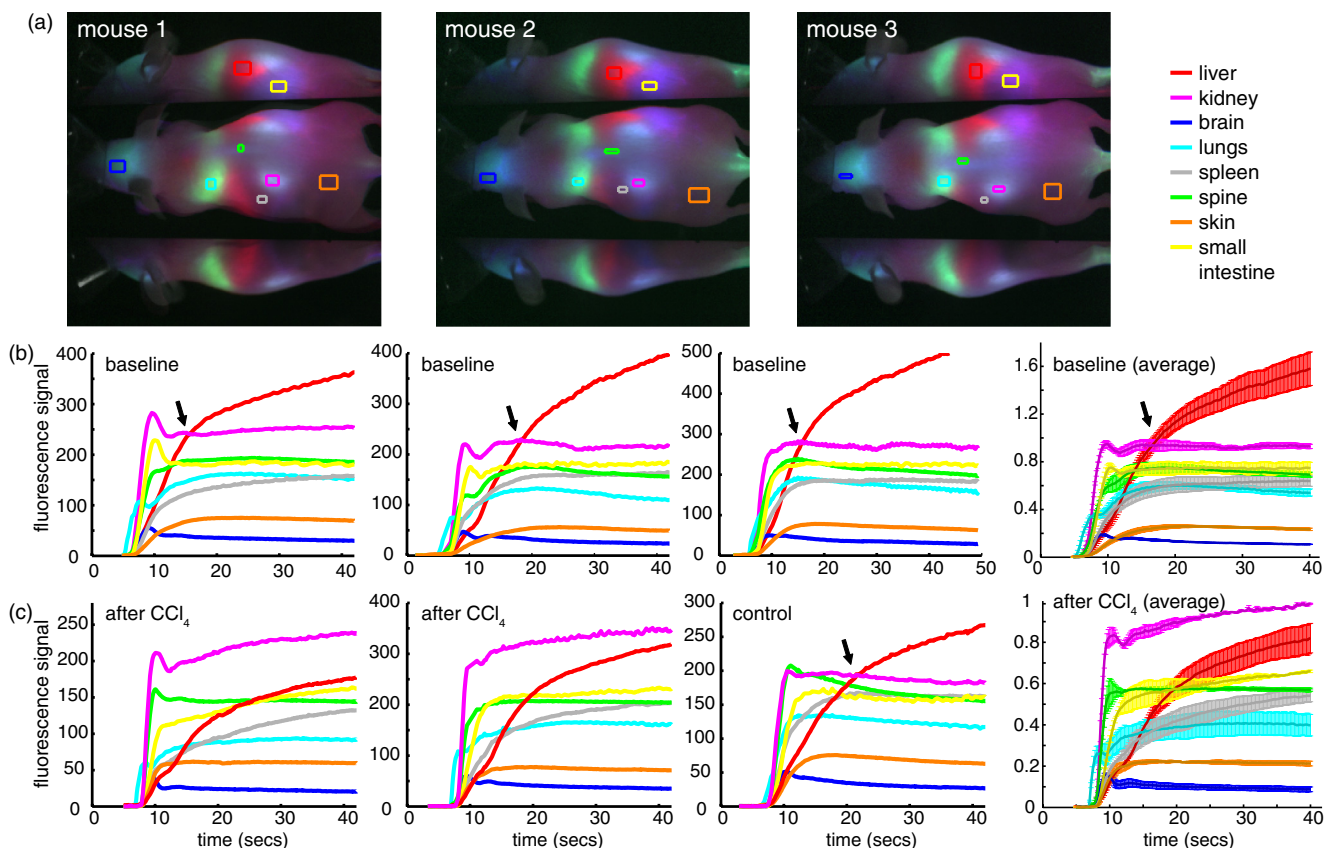 (a)
mouse 1
mouse 2
mouse 3
liver
kidney
brain
lungs
spleen
spine
skin
small
intestine
(b)
fluorescence signal
baseline
400
300
200
100
0
0 10 20 30 40
baseline
400
300
200
100
0
0 10 20 30 40
baseline
500
400
300
200
100
0
0 10 20 30 40 50
baseline (average)
1.6
1.2
0.8
0.4
0
0 10 20 30 40
(c)
fluorescence signal
after CCl₄
250
200
150
100
50
0
0 10 20 30 40
time (secs)
after CCl₄
400
300
200
100
0
0 10 20 30 40
time (secs)
control
300
250
200
150
100
50
0
0 10 20 30 40
time (secs)
after CCl₄ (average)
1
0.8
0.6
0.4
0.2
0
0 10 20 30 40
time (secs)